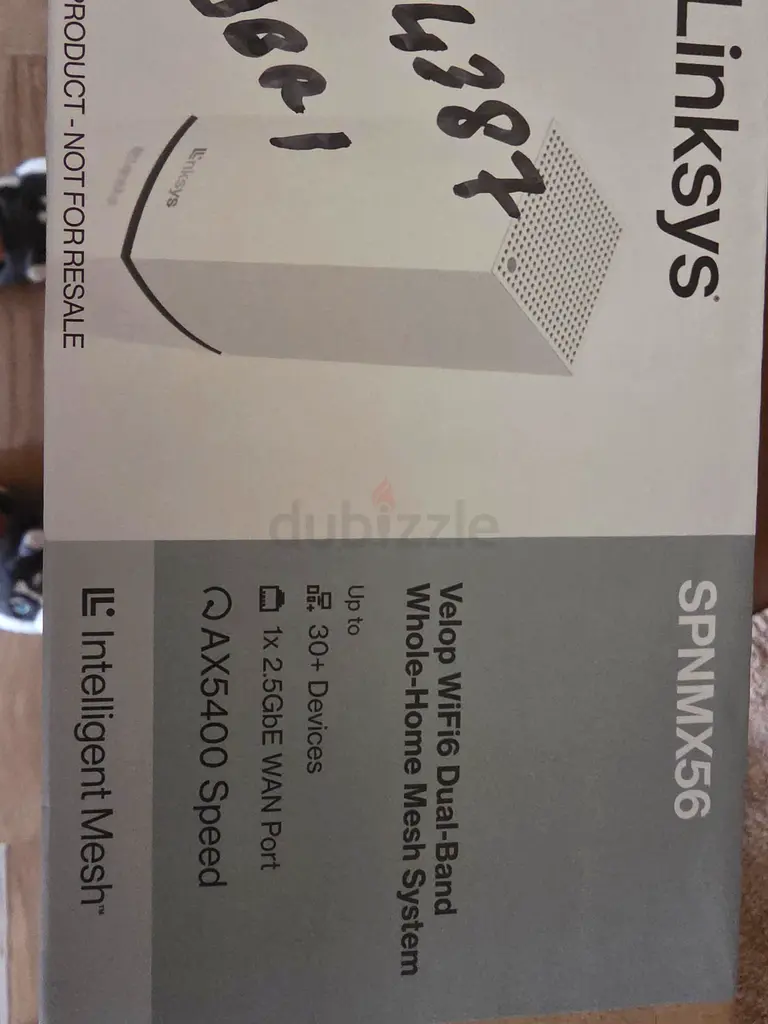 Linksys
4387
Linksys
PRODUCT - NOT FOR RESALE
SPNMX56
Velop WiFi6 Dual-Band
Whole-Home Mesh System
Up to
30+ Devices
1x 2.5GbE WAN Port
AX5400 Speed
Intelligent Mesh™
dubizzle